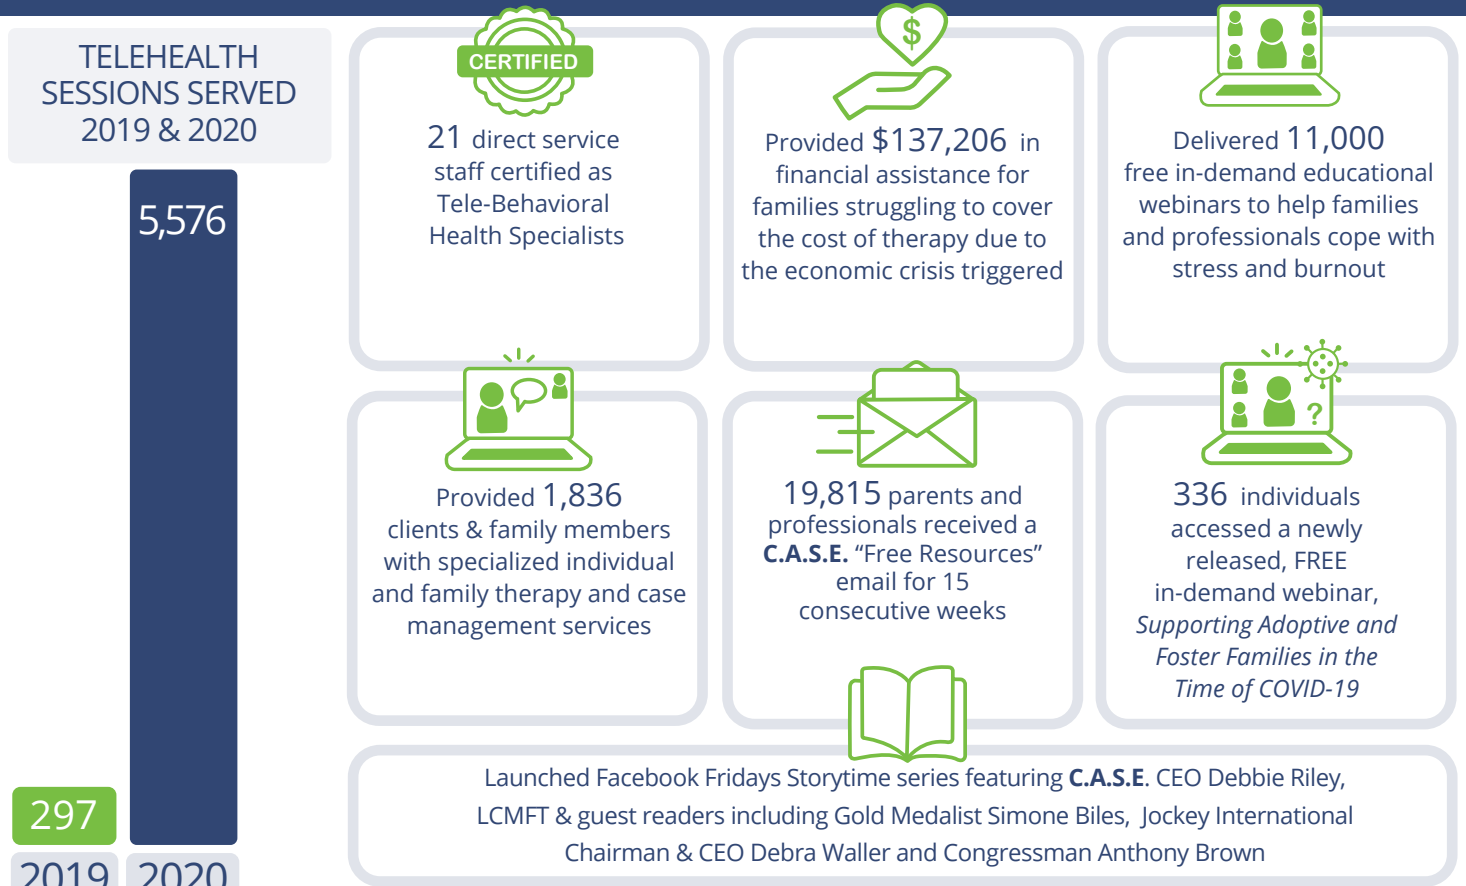 TELEHEALTH
SESSIONS SERVED
2019 & 2020
5,576
297
2019
2020
CERTIFIED
21 direct service
staff certified as
Tele-Behavioral
Health Specialists
$
Provided $137,206 in
financial assistance for
families struggling to cover
the cost of therapy due to
the economic crisis triggered
Delivered 11,000
free in-demand educational
webinars to help families
and professionals cope with
stress and burnout
Provided 1,836
clients & family members
with specialized individual
and family therapy and case
management services
19,815 parents and
professionals received a
C.A.S.E. “Free Resources”
email for 15
consecutive weeks
?
336 individuals
accessed a newly
released, FREE
in-demand webinar,
Supporting Adoptive and
Foster Families in the
Time of COVID-19
Launched Facebook Fridays Storytime series featuring C.A.S.E. CEO Debbie Riley,
LCMFT & guest readers including Gold Medalist Simone Biles, Jockey International
Chairman & CEO Debra Waller and Congressman Anthony Brown